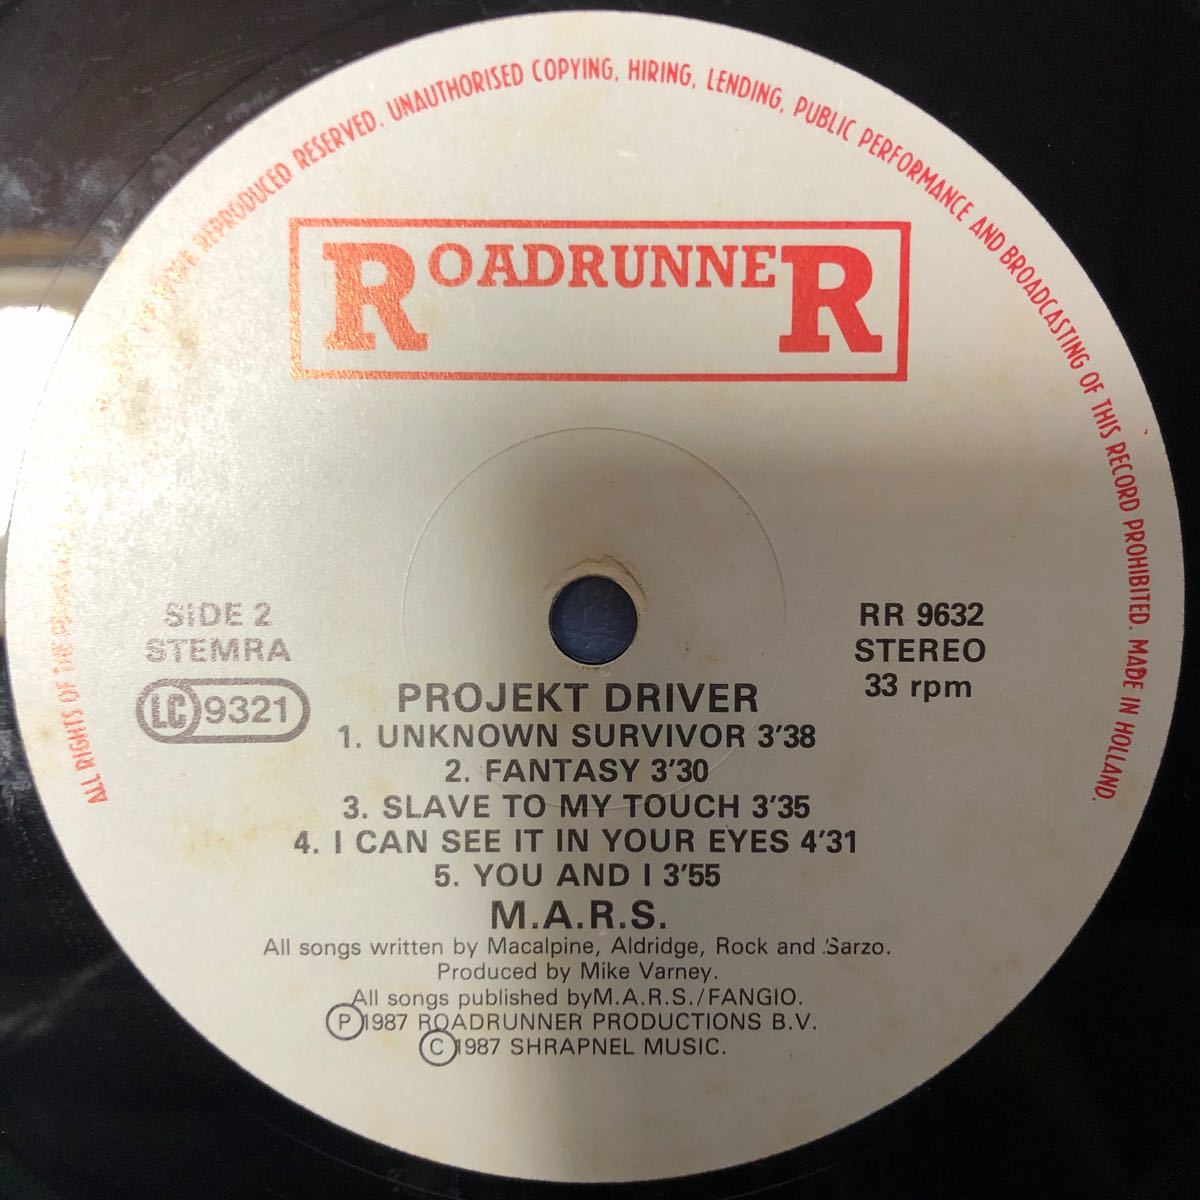 ALL RIGHTS OF THE REPRODUCED RESERVED. UNAUTHORISED COPYING, HIRING, LENDING, PUBLIC PERFORMANCE AND BROADCASTING OF THIS RECORD PROHIBITED. MADE IN HOLLAND.
ROADRUNNER
SIDE 2
STEMRA
LC 9321
RR 9632
STEREO
33 rpm
PROJEKT DRIVER
1. UNKNOWN SURVIVOR 3'38
2. FANTASY 3'30
3. SLAVE TO MY TOUCH 3'35
4. I CAN SEE IT IN YOUR EYES 4'31
5. YOU AND I 3'55
M.A.R.S.
All songs written by Macalpine, Aldridge, Rock and Sarzo.
Produced by Mike Varney.
All songs published byM.A.R.S./FANGIO.
Ⓟ1987 ROADRUNNER PRODUCTIONS B.V.
Ⓒ1987 SHRAPNEL MUSIC.